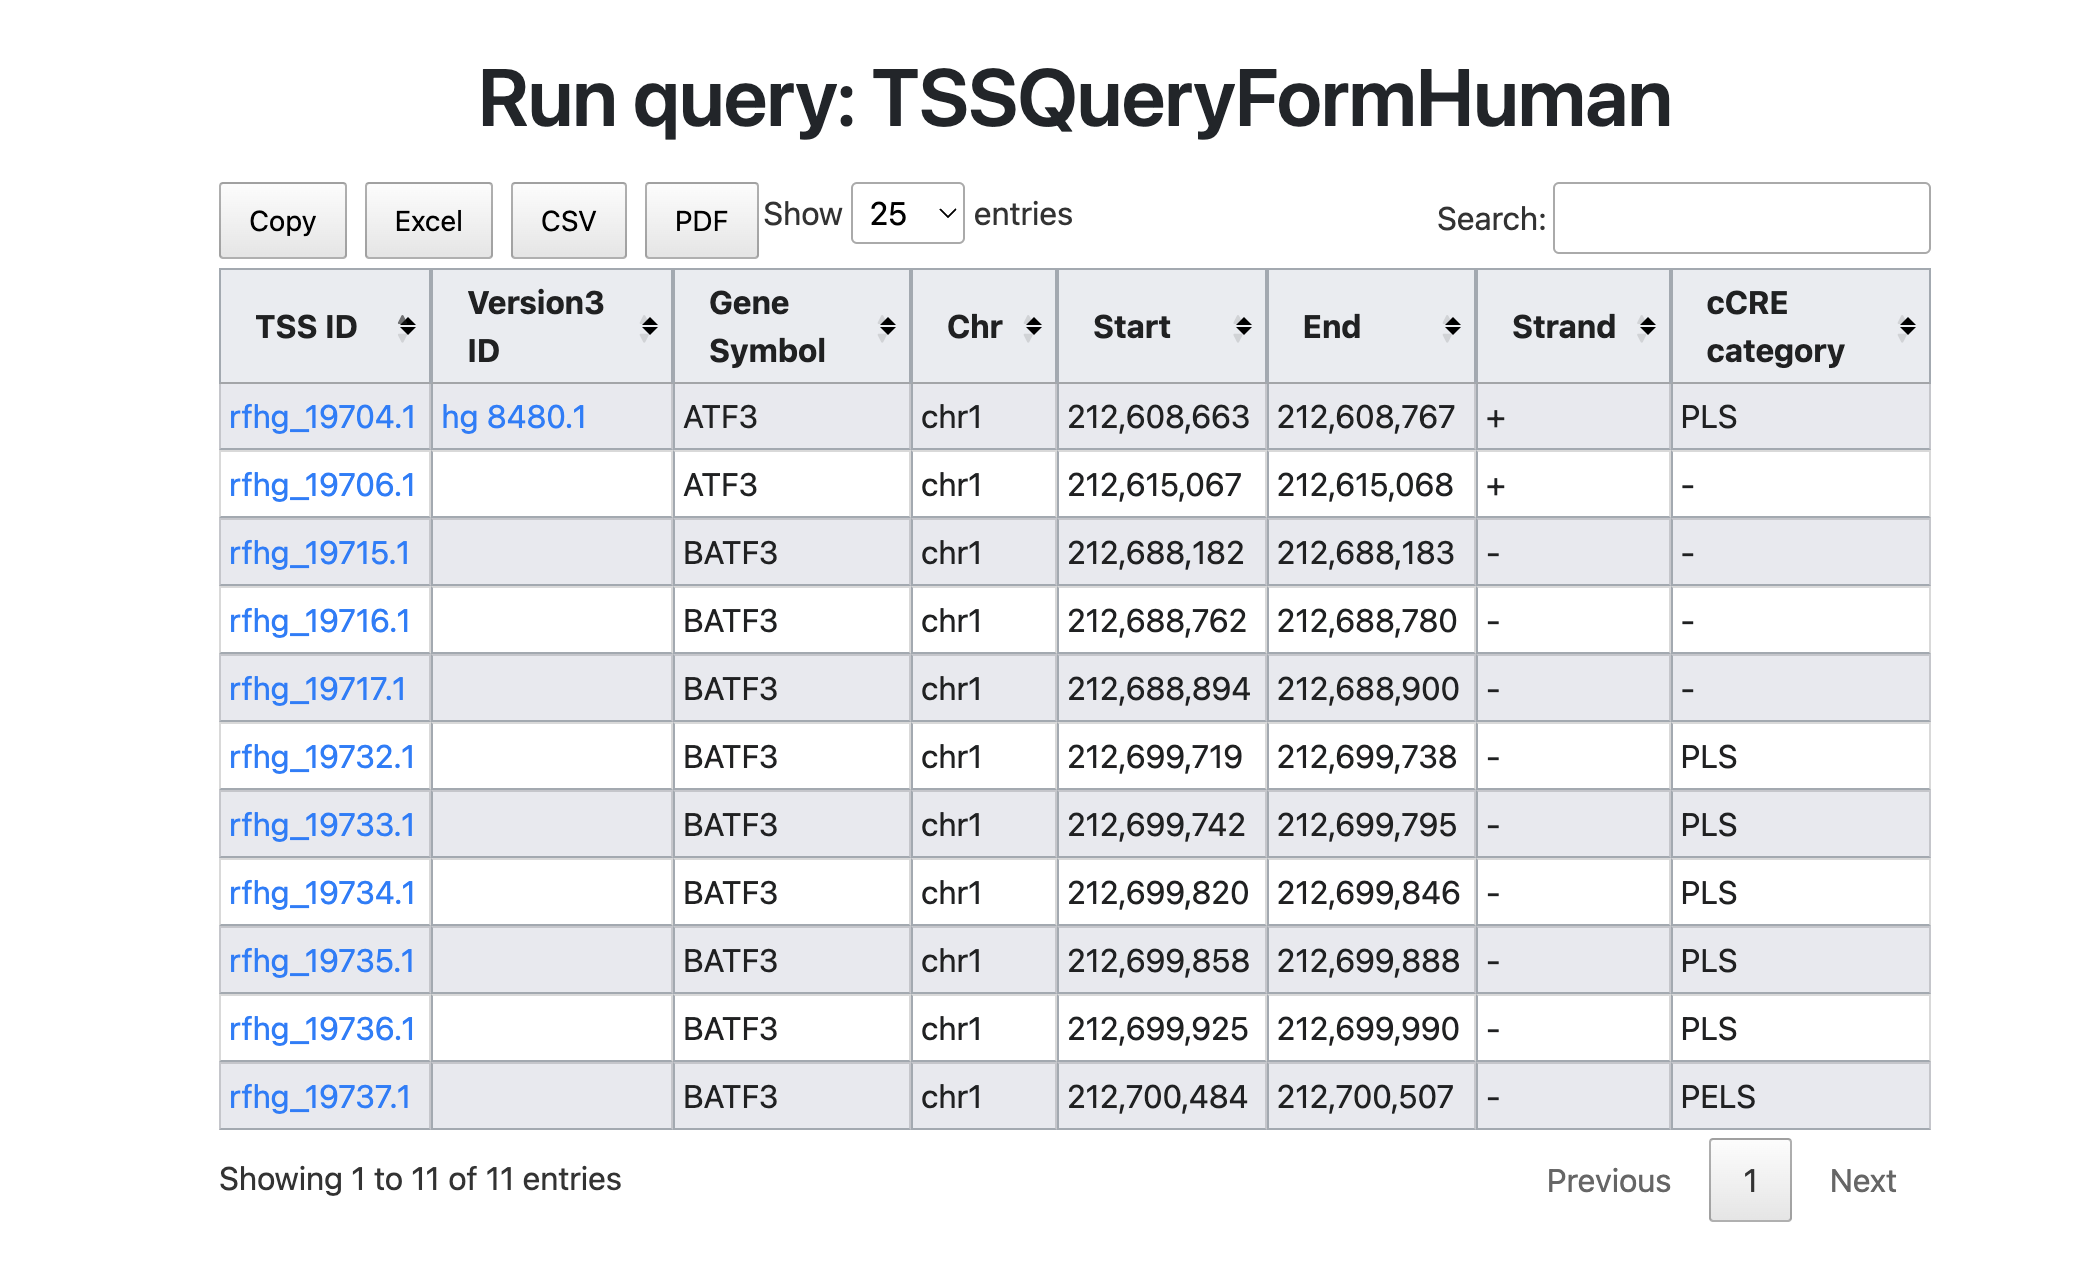 Run query: TSSQueryFormHuman
Copy Excel CSV PDF Show 25 entries Search:
TSS ID Version3 ID Gene Symbol Chr Start End Strand cCRE category
rfhg_19704.1 hg 8480.1 ATF3 chr1 212,608,663 212,608,767 + PLS
rfhg_19706.1 ATF3 chr1 212,615,067 212,615,068 + -
rfhg_19715.1 BATF3 chr1 212,688,182 212,688,183 - -
rfhg_19716.1 BATF3 chr1 212,688,762 212,688,780 - -
rfhg_19717.1 BATF3 chr1 212,688,894 212,688,900 - -
rfhg_19732.1 BATF3 chr1 212,699,719 212,699,738 - PLS
rfhg_19733.1 BATF3 chr1 212,699,742 212,699,795 - PLS
rfhg_19734.1 BATF3 chr1 212,699,820 212,699,846 - PLS
rfhg_19735.1 BATF3 chr1 212,699,858 212,699,888 - PLS
rfhg_19736.1 BATF3 chr1 212,699,925 212,699,990 - PLS
rfhg_19737.1 BATF3 chr1 212,700,484 212,700,507 - PELS
Showing 1 to 11 of 11 entries Previous 1 Next